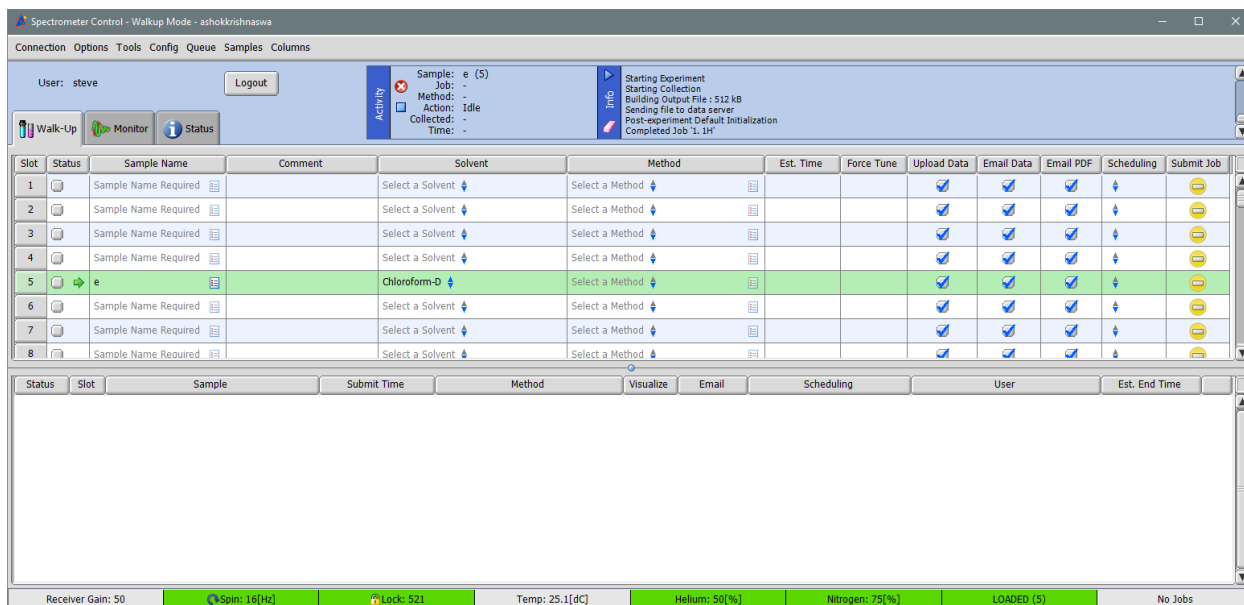 Spectrometer Control - Walkup Mode - ashokkrishnaswa
Connection Options Tools Config Queue Samples Columns
User: steve
Logout
Walk-Up
Monitor
Status
Activity
Sample: e (5)
Job: -
Method: -
Action: Idle
Collected: -
Time: -
Info
Starting Experiment
Starting Collection
Building Output File : 512 kB
Sending file to data server
Post-experiment Default Initialization
Completed Job '1. 1H'
Slot Status Sample Name Comment Solvent Method Est. Time Force Tune Upload Data Email Data Email PDF Scheduling Submit Job
1 Sample Name Required Select a Solvent Select a Method
2 Sample Name Required Select a Solvent Select a Method
3 Sample Name Required Select a Solvent Select a Method
4 Sample Name Required Select a Solvent Select a Method
5 e Chloroform-D Select a Method
6 Sample Name Required Select a Solvent Select a Method
7 Sample Name Required Select a Solvent Select a Method
8 Sample Name Required Select a Solvent Select a Method
Status Slot Sample Submit Time Method Visualize Email Scheduling User Est. End Time
Receiver Gain: 50 Spin: 16[Hz] Lock: 521 Temp: 25.1[dC] Helium: 50[%] Nitrogen: 75[%] LOADED (5) No Jobs